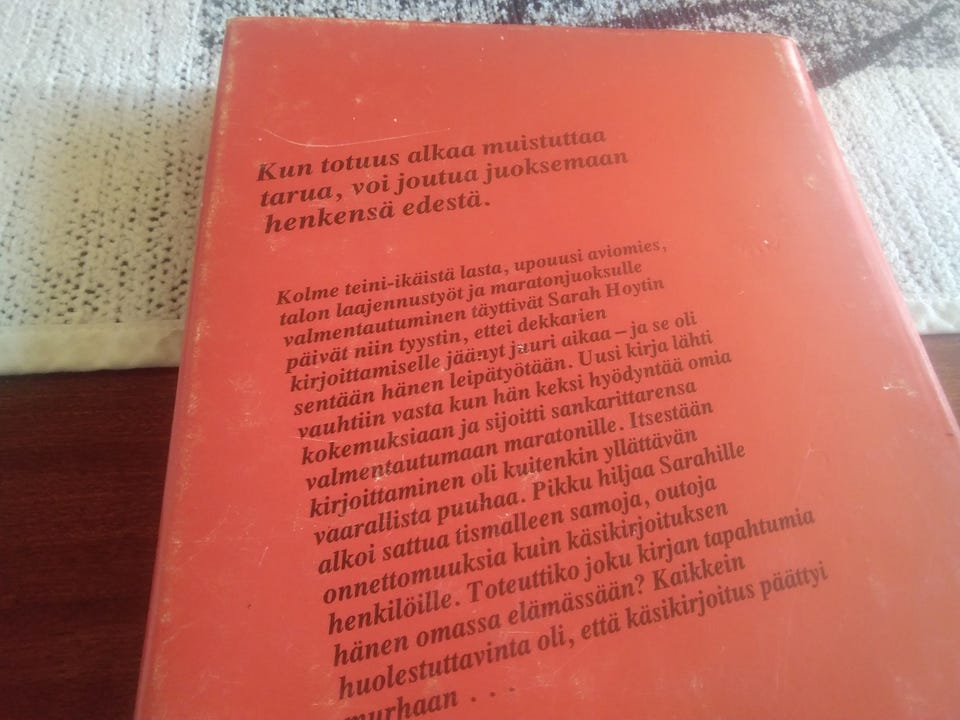 Kun totuus alkaa muistuttaa
tarua, voi joutua juoksemaan
henkensä edestä.
Kolme teini-ikäistä lasta, upouusi aviomies,
talon laajennustyöt ja maratonjuoksulle
valmentautuminen täyttivät Sarah Hoytin
päivät niin tyystin, ettei dekkarien
kirjoittamiselle jäänyt juuri aikaa – ja se oli
sentään hänen leipätyötään. Uusi kirja lähti
vauhtiin vasta kun hän keksi hyödyntää omia
kokemuksiaan ja sijoitti sankarittarensa
valmentautumaan maratonille. Itsestään
kirjoittaminen oli kuitenkin yllättävän
vaarallista puuhaa. Pikku hiljaa Sarahille
alkoi sattua tismalleen samoja, outoja
onnettomuuksia kuin käsikirjoituksen
henkilöille. Toteuttiko joku kirjan tapahtumia
hänen omassa elämässään? Kaikkein
huolestuttavinta oli, että käsikirjoitus päättyi
murhaan . . .